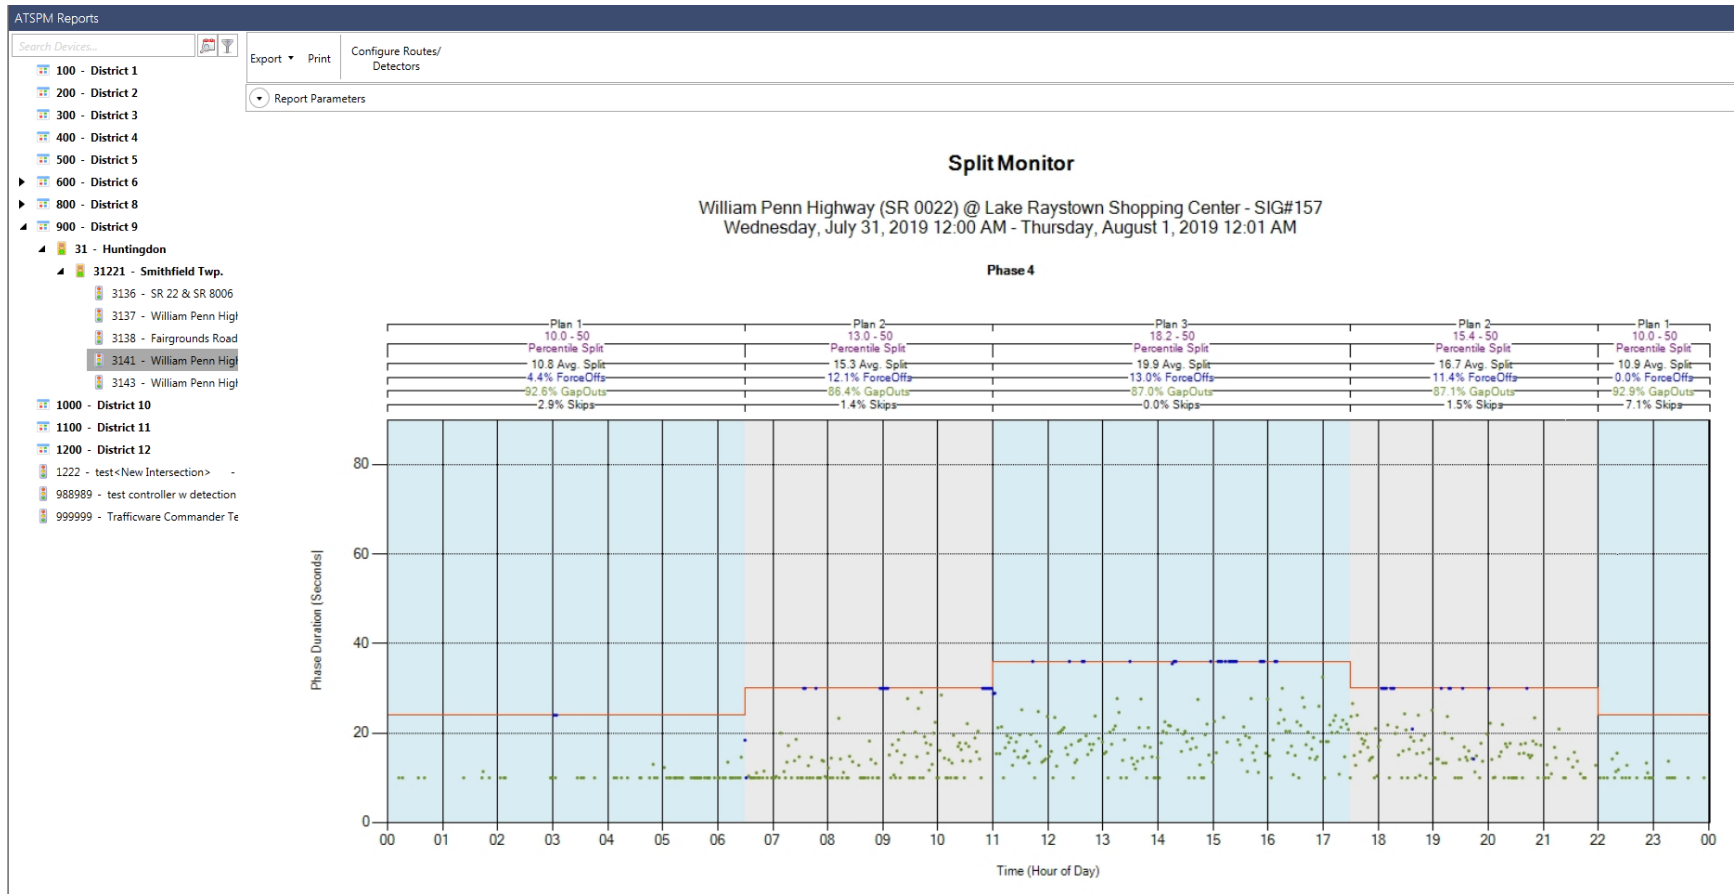 ATSPM Reports
Search Devices...
100 - District 1
200 - District 2
300 - District 3
400 - District 4
500 - District 5
600 - District 6
800 - District 8
900 - District 9
31 - Huntingdon
31221 - Smithfield Twp.
3136 - SR 22 & SR 8006
3137 - William Penn High
3138 - Fairgrounds Road
3141 - William Penn High
3143 - William Penn High
1000 - District 10
1100 - District 11
1200 - District 12
1222 - test<New Intersection> -
988989 - test controller w detection
999999 - Trafficware Commander Te
Export Print Configure Routes/
Detectors
Report Parameters
Split Monitor
William Penn Highway (SR 0022) @ Lake Raystown Shopping Center - SIG#157
Wednesday, July 31, 2019 12:00 AM - Thursday, August 1, 2019 12:01 AM
Phase 4
Plan 1 Plan 2 Plan 3 Plan 2 Plan 1
10.0 - 50 13.0 - 50 18.2 - 50 15.4 - 50 10.0 - 50
Percentile Split Percentile Split Percentile Split Percentile Split Percentile Split
10.8 Avg. Split 15.3 Avg. Split 19.9 Avg. Split 16.7 Avg. Split 10.9 Avg. Split
4.4% ForceOffs 12.1% ForceOffs 13.0% ForceOffs 11.4% ForceOffs 0.0% ForceOffs
92.6% GapOuts 86.4% GapOuts 87.0% GapOuts 87.1% GapOuts 92.9% GapOuts
2.9% Skips 1.4% Skips 0.0% Skips 1.5% Skips 7.1% Skips
80
60
40
20
0
Phase Duration (Seconds)
00 01 02 03 04 05 06 07 08 09 10 11 12 13 14 15 16 17 18 19 20 21 22 23 00
Time (Hour of Day)